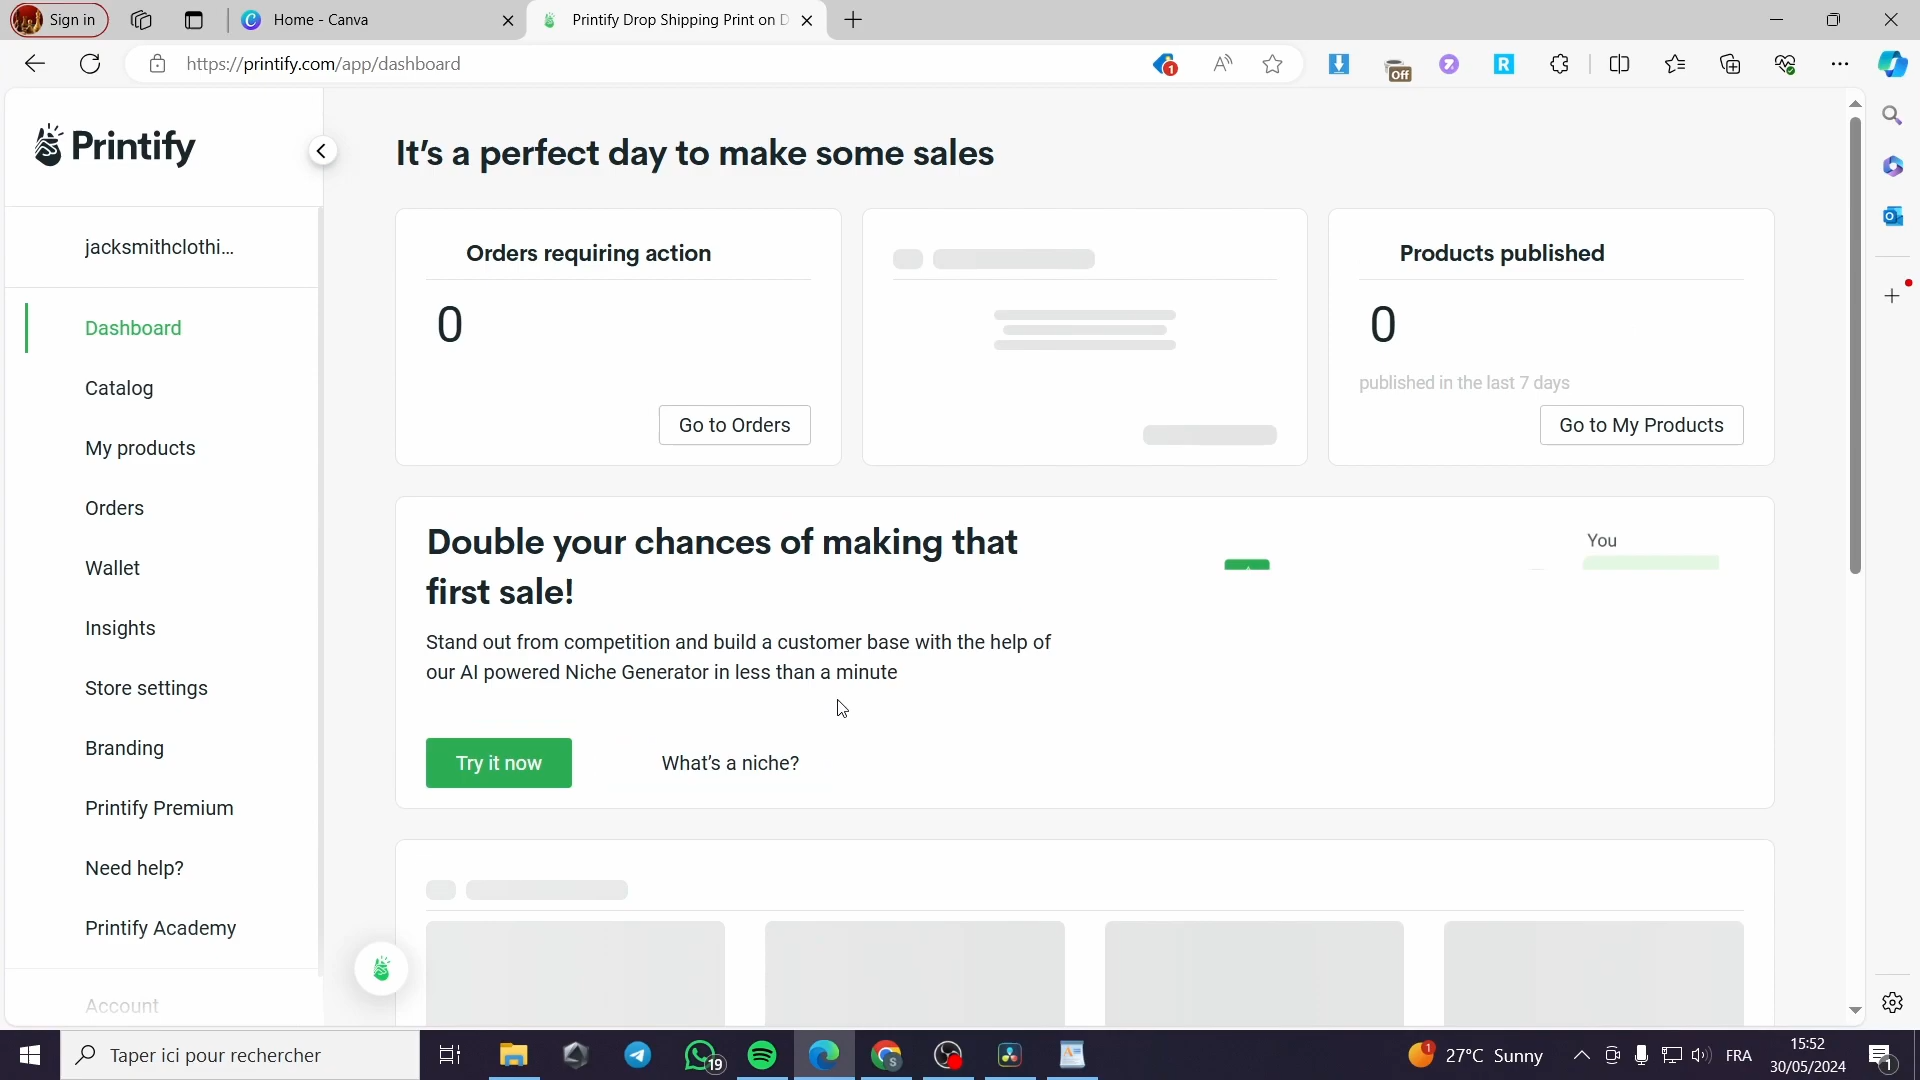 Sign in
Home - Canva
Printify Drop Shipping Print on D
https://printify.com/app/dashboard
1
Off
Printify
It's a perfect day to make some sales
jacksmithclothi...
Dashboard
Catalog
My products
Orders
Wallet
Insights
Store settings
Branding
Printify Premium
Need help?
Printify Academy
Account
Orders requiring action
0
Go to Orders
Products published
0
published in the last 7 days
Go to My Products
Double your chances of making that
first sale!
Stand out from competition and build a customer base with the help of
our AI powered Niche Generator in less than a minute
Try it now
What's a niche?
You
Taper ici pour rechercher
19
1
27°C Sunny
FRA
15:52
30/05/2024
1